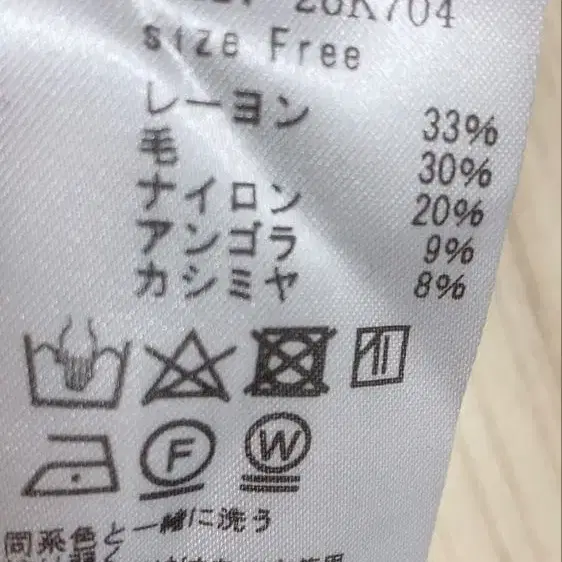 26K704
size Free
レーヨン 33%
毛 30%
ナイロン 20%
アンゴラ 9%
カシミヤ 8%
F W
同系色と一緒に洗う